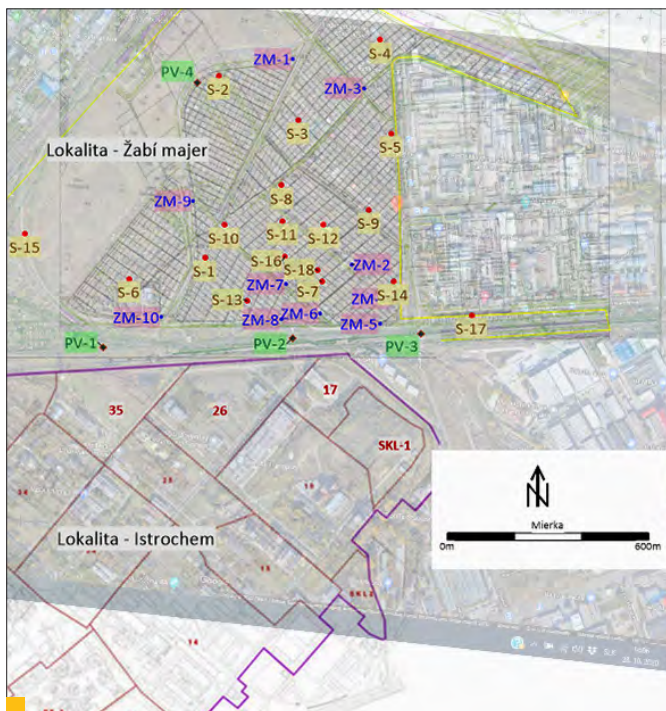 S-4
ZM-1
PV-4
S-2
ZM-3
S-3
S-5
Lokalita - Žabí majer
S-8
ZM-9
S-9
S-11
S-10
S-12
S-15
S-16
S-1
ZM-2
S-18
S-6
ZM-7
S-7
S-14
S-13
ZM-
ZM-6
ZM-10
ZM-8
ZM-5
S-17
PV-1
PV-2
PV-3
17
35
26
SKL-1
Mierka
0m
600m
Lokalita - Istrochem
14